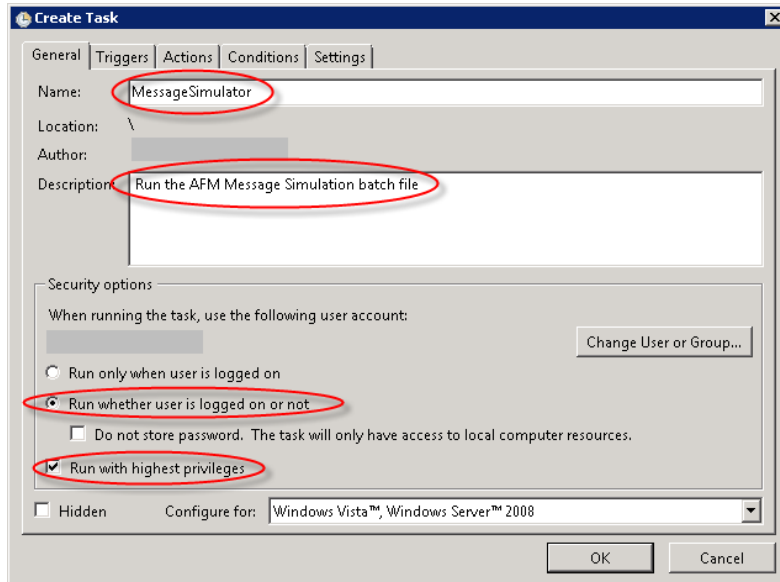 Create Task
General Triggers Actions Conditions Settings
Name: MessageSimulator
Location: \
Author:
Description: Run the AFM Message Simulation batch file
Security options
When running the task, use the following user account:
Change User or Group...
Run only when user is logged on
Run whether user is logged on or not
Do not store password. The task will only have access to local computer resources.
Run with highest privileges
Hidden Configure for: Windows Vista™, Windows Server™ 2008
OK Cancel